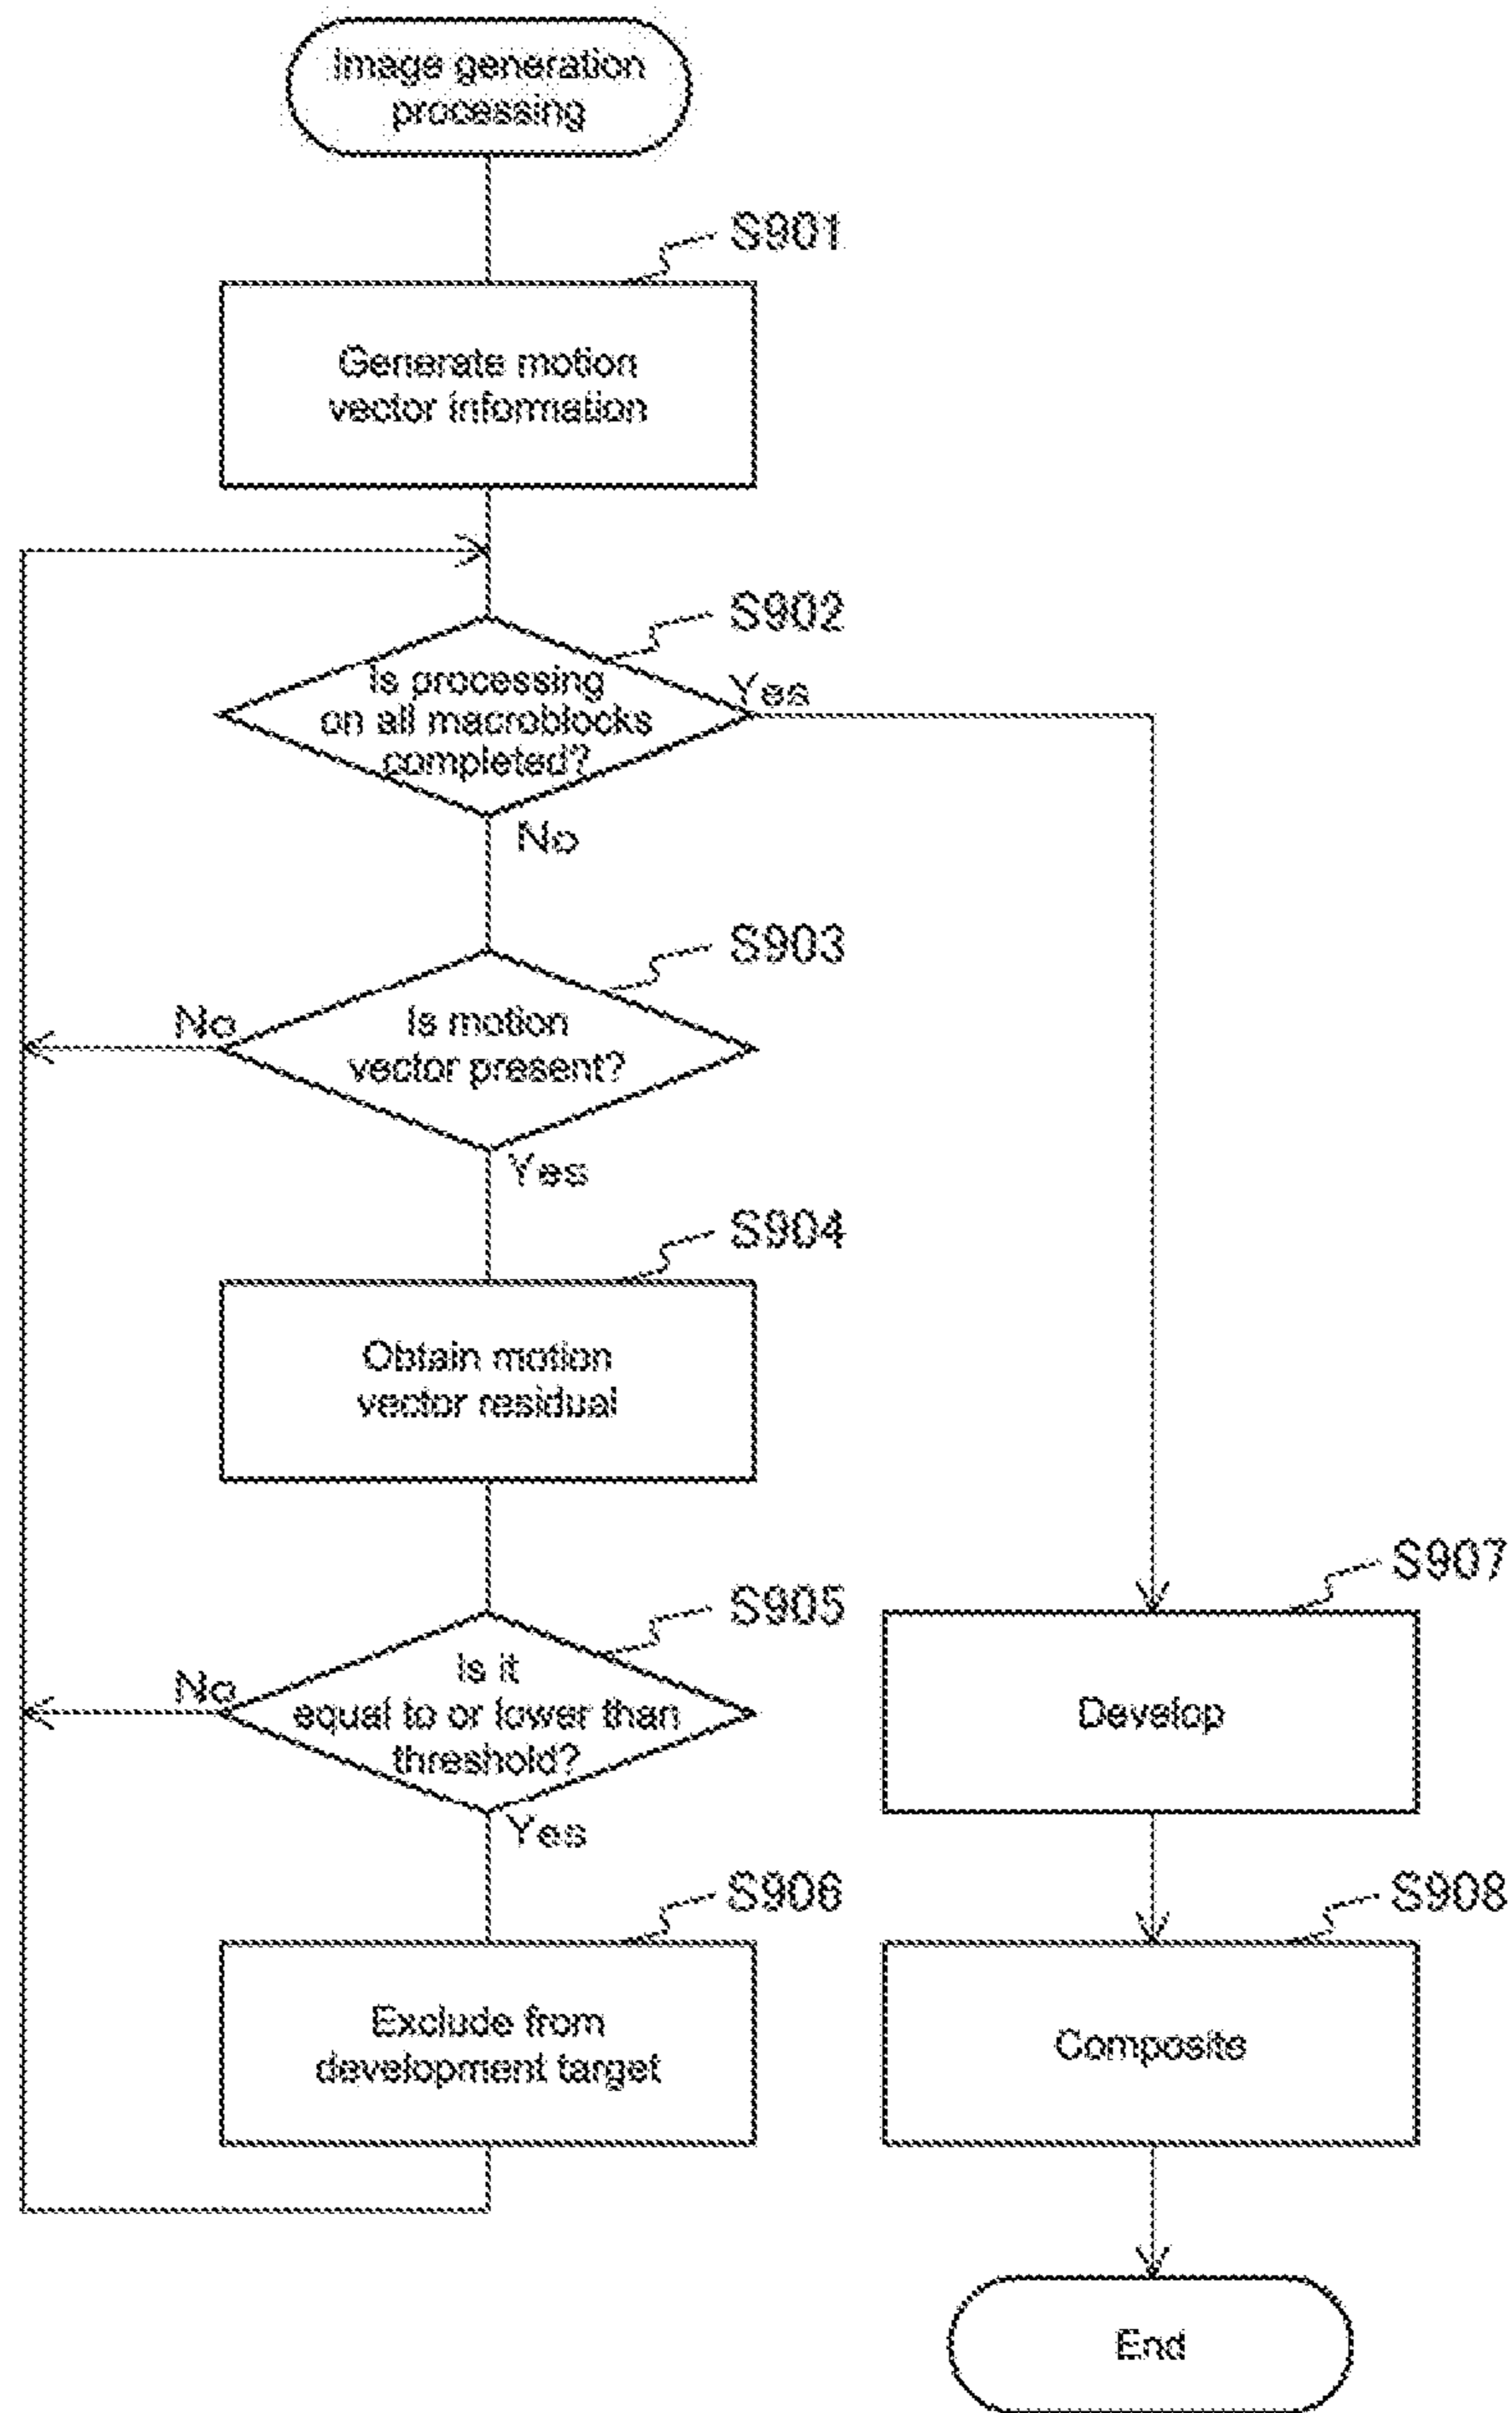 Image generation
processing
S901
Generate motion
vector information
S902
Is processing
on all macroblocks
completed?
Yes
No
S903
Is motion
vector present?
No
Yes
S904
Obtain motion
vector residual
S905
Is it
equal to or lower than
threshold?
No
Yes
S906
Exclude from
development target
S907
Develop
S908
Composite
End